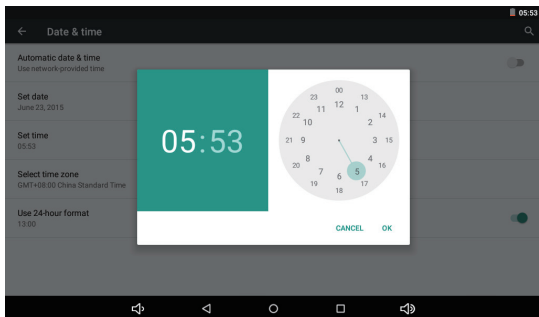 05:53
Date & time
Automatic date & time
Use network-provided time
Set date
June 23, 2015
Set time
05:53
Select time zone
GMT+08:00 China Standard Time
Use 24-hour format
13:00
05:53
00
23
13
12
11
1
22
14
10
2
21
9
3
15
8
4
20
16
7
5
6
19
17
18
CANCEL
OK